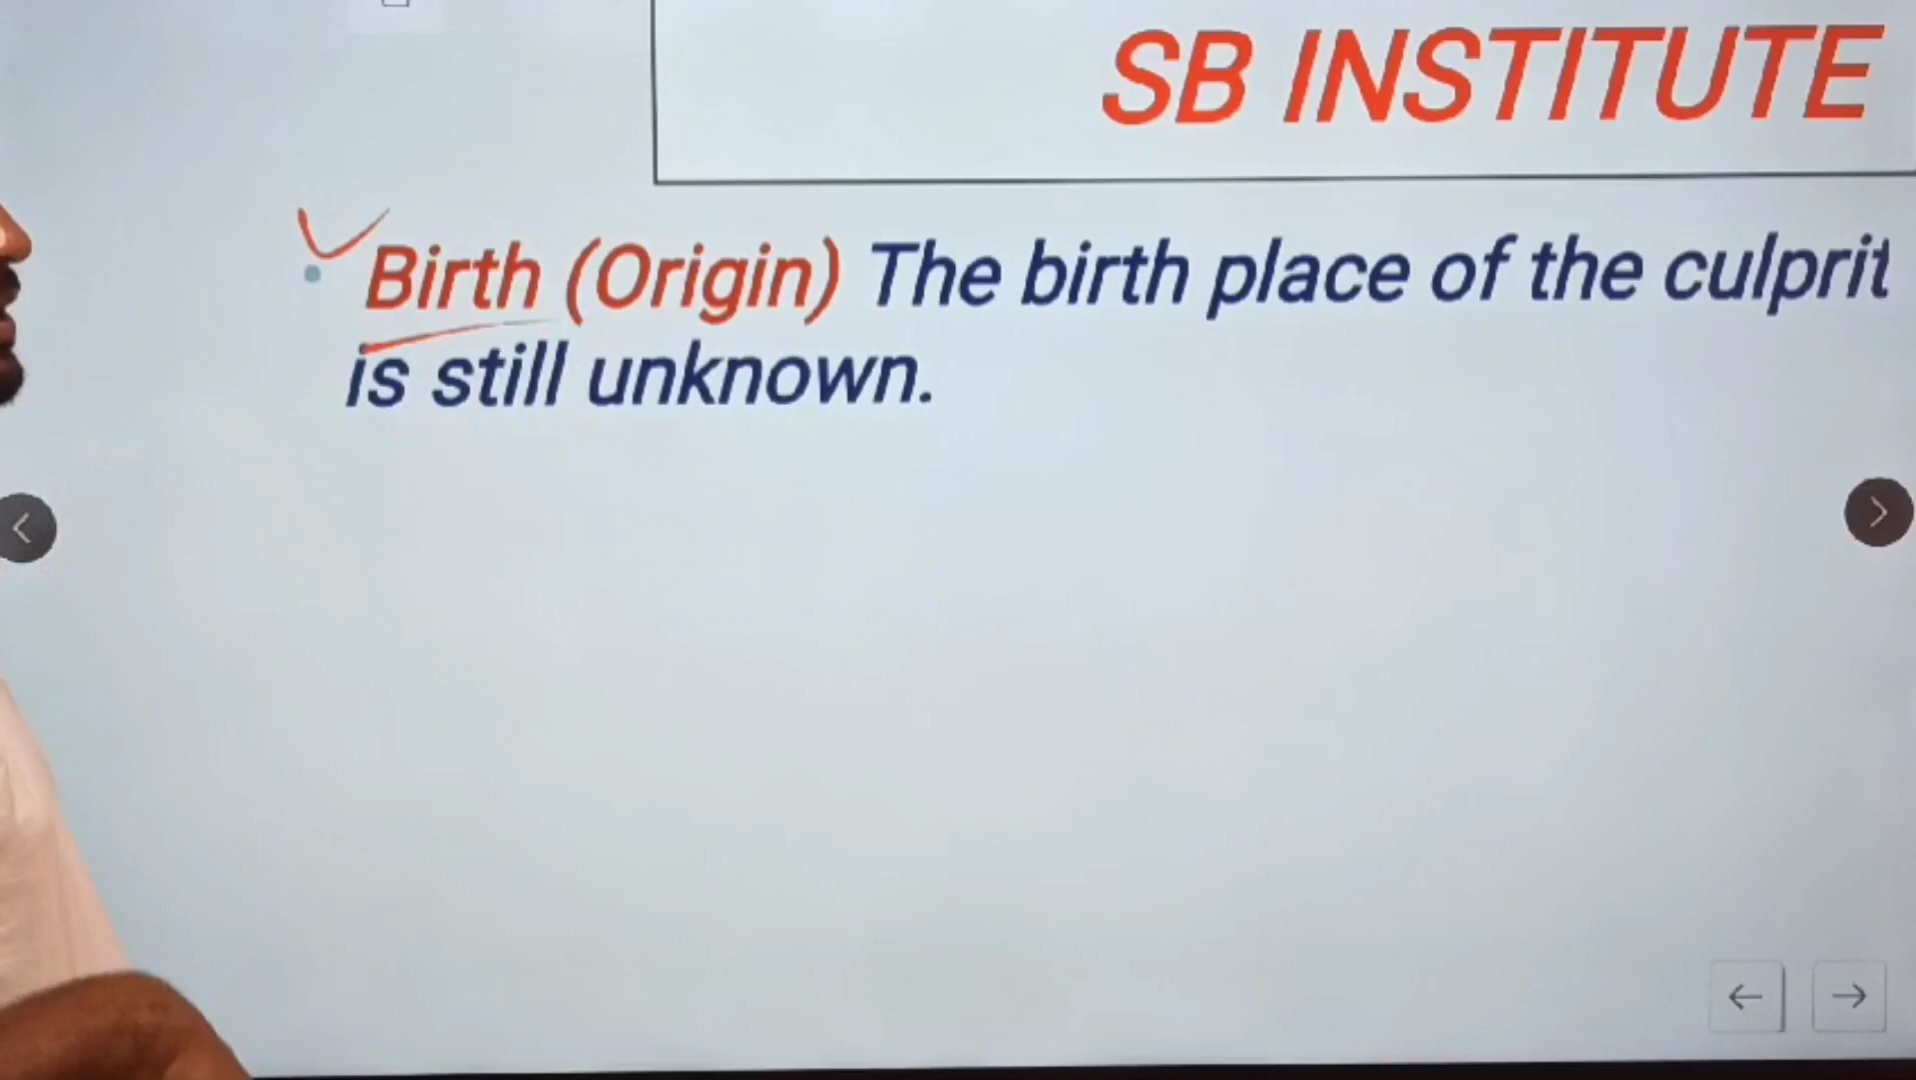 SB INSTITUTE
Birth (Origin) The birth place of the culprit
is still unknown.